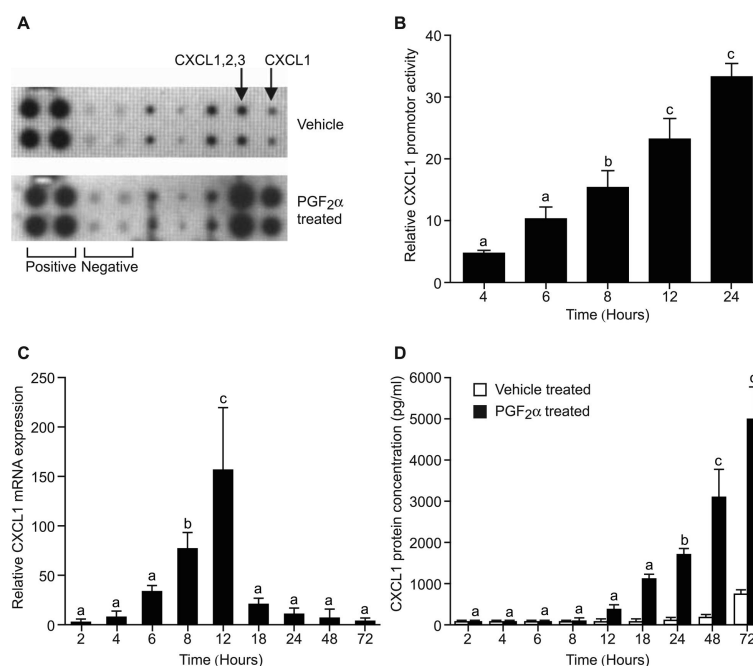 A
CXCL1,2,3 CXCL1
Vehicle
PGF2α
treated
Positive Negative
B
Relative CXCL1 promotor activity
40
30
20
10
0
a a b c c
4 6 8 12 24
Time (Hours)
C
Relative CXCL1 mRNA expression
250
200
150
100
50
0
a a a b c a a a a
2 4 6 8 12 18 24 48 72
Time (Hours)
D
CXCL1 protein concentration (pg/ml)
6000
5000
4000
3000
2000
1000
0
Vehicle treated
PGF2α treated
a a a a a a b c
2 4 6 8 12 18 24 48 72
Time (Hours)